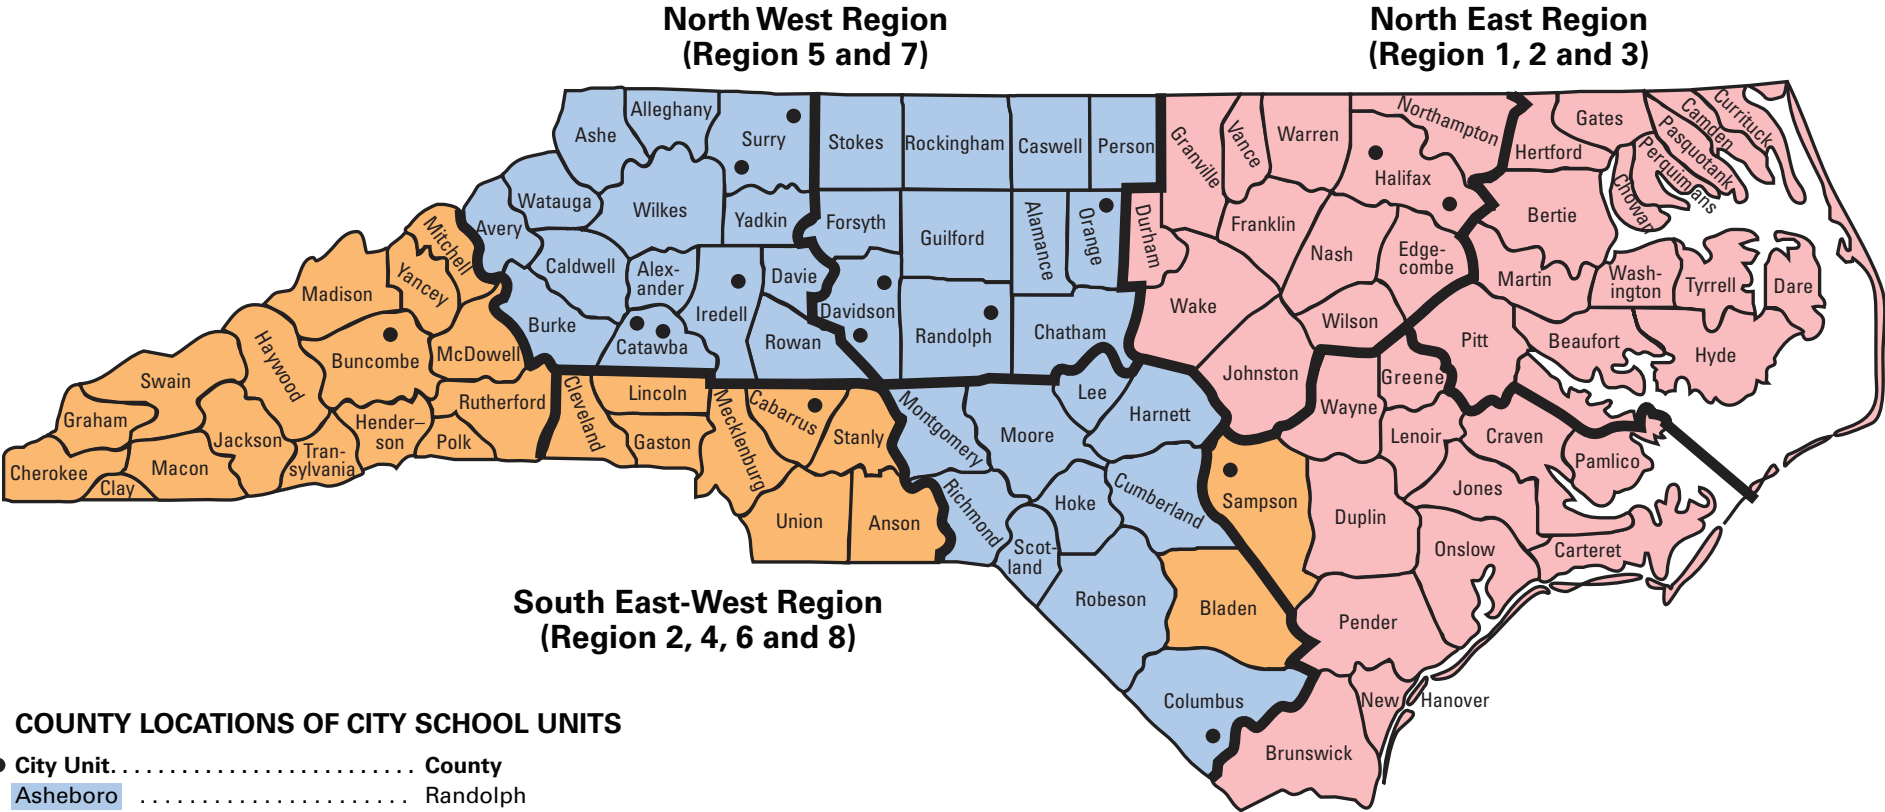 North West Region
(Region 5 and 7)
North East Region
(Region 1, 2 and 3)
Alleghany
Ashe
Surry
Stokes
Rockingham
Caswell
Person
Granville
Vance
Warren
Northampton
Halifax
Hertford
Gates
Currituck
Camden
Pasquotank
Perquimans
Chowan
Watauga
Wilkes
Yadkin
Forsyth
Guilford
Alamance
Orange
Durham
Franklin
Nash
Edge-
combe
Bertie
Mitchell
Avery
Caldwell
Alex-
ander
Iredell
Davie
Davidson
Randolph
Chatham
Wake
Wilson
Martin
Wash-
ington
Tyrrell
Dare
Madison
Yancey
Burke
Catawba
Rowan
Johnston
Pitt
Beaufort
Hyde
Haywood
Buncombe
McDowell
Swain
Graham
Cherokee
Clay
Macon
Jackson
Tran-
sylvania
Hender–
son
Polk
Rutherford
Cleveland
Lincoln
Gaston
Mecklenburg
Cabarrus
Stanly
Union
Anson
Montgomery
Moore
Lee
Harnett
Richmond
Scot-
land
Hoke
Cumberland
Robeson
Sampson
Bladen
Columbus
Wayne
Greene
Lenoir
Craven
Pamlico
Jones
Duplin
Onslow
Carteret
Pender
New Hanover
Brunswick
South East-West Region
(Region 2, 4, 6 and 8)
COUNTY LOCATIONS OF CITY SCHOOL UNITS
● City Unit. . . . . . . . . . . . . . . . . . . . . . . . . County
Asheboro . . . . . . . . . . . . . . . . . . . . . . Randolph